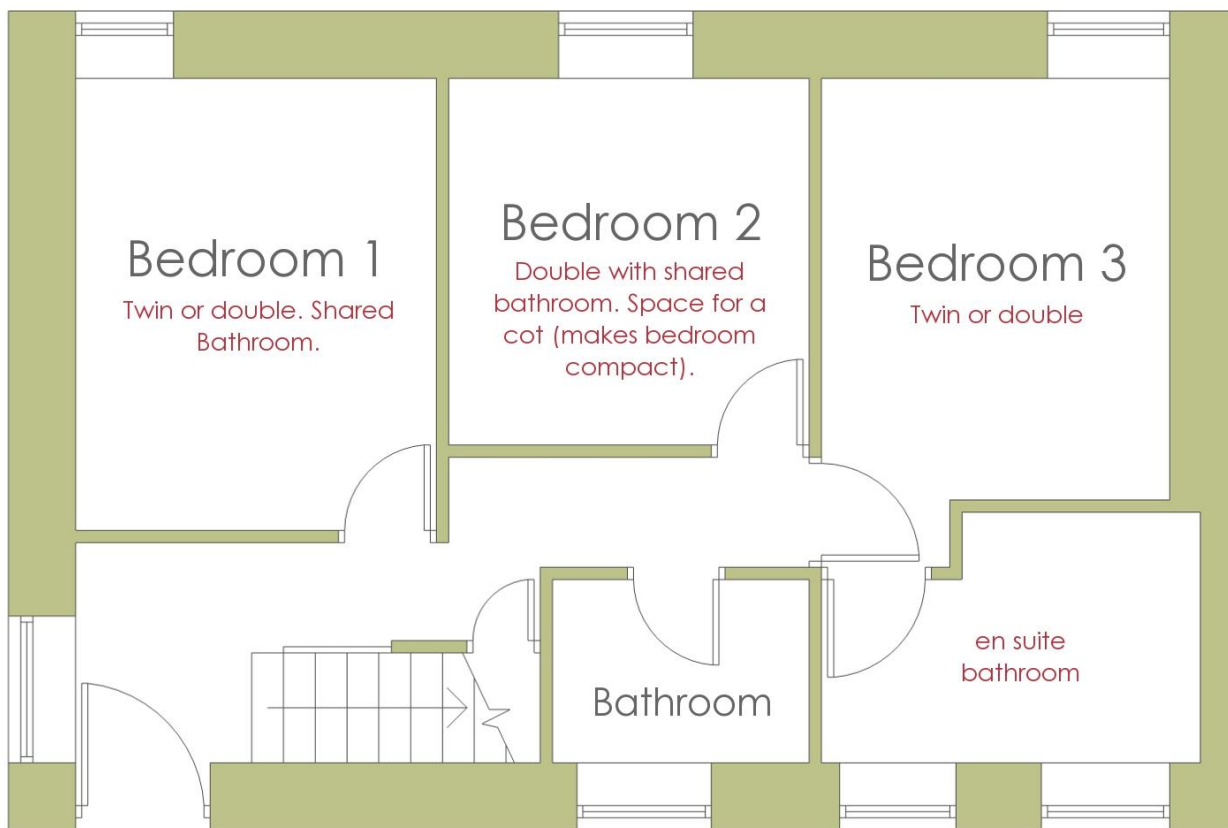 Bedroom 1
Twin or double. Shared
Bathroom.
Bedroom 2
Double with shared
bathroom. Space for a
cot (makes bedroom
compact).
Bedroom 3
Twin or double
Bathroom
en suite
bathroom